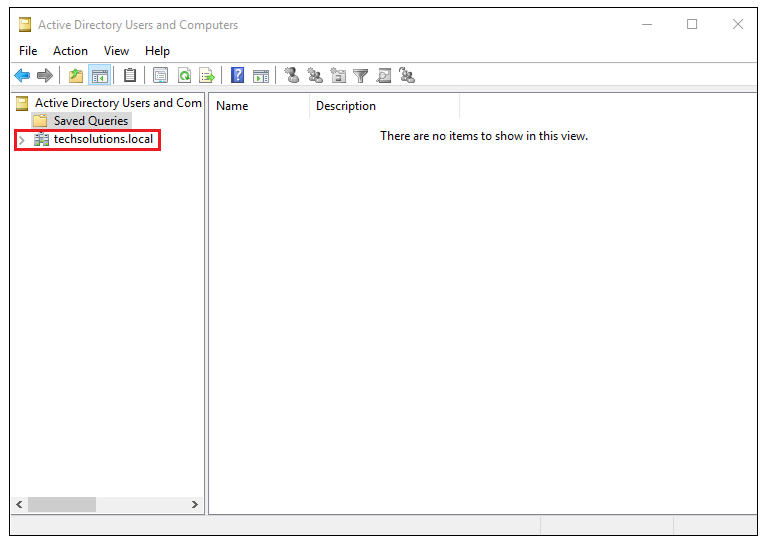 Active Directory Users and Computers
File Action View Help
Active Directory Users and Com
Name Description
Saved Queries
There are no items to show in this view.
techsolutions.local